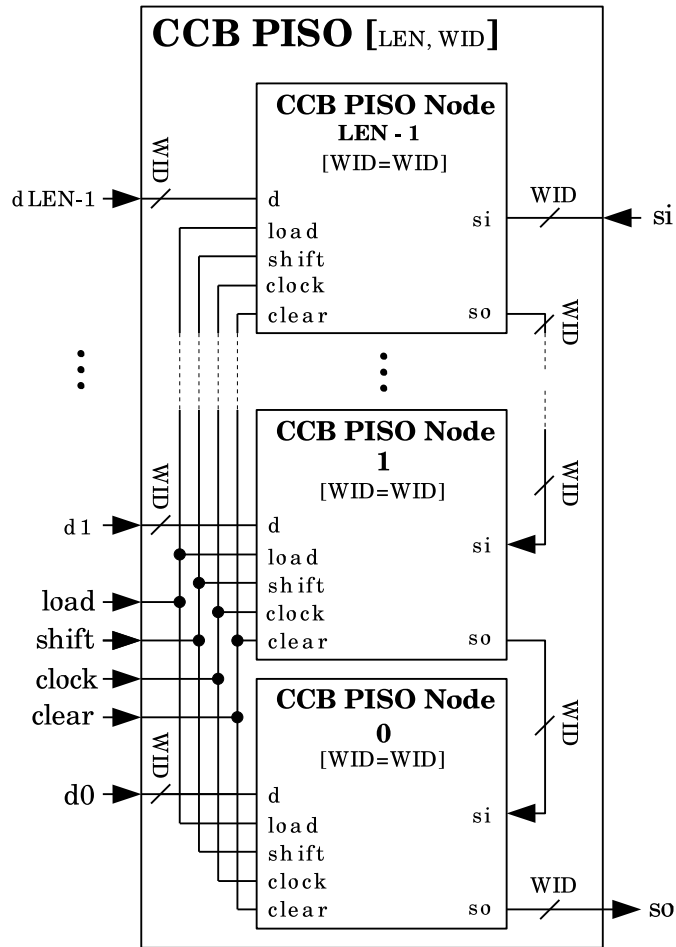 CCB PISO [LEN, WID]
CCB PISO Node
LEN - 1
[WID=WID]
WID
d LEN-1
d
load
shift
clock
clear
si
so
WID
si
WID
...
...
CCB PISO Node
1
[WID=WID]
WID
d 1
d
load
shift
clock
clear
si
so
WID
load
shift
clock
clear
CCB PISO Node
0
[WID=WID]
WID
d0
d
load
shift
clock
clear
si
so
WID
WID
so